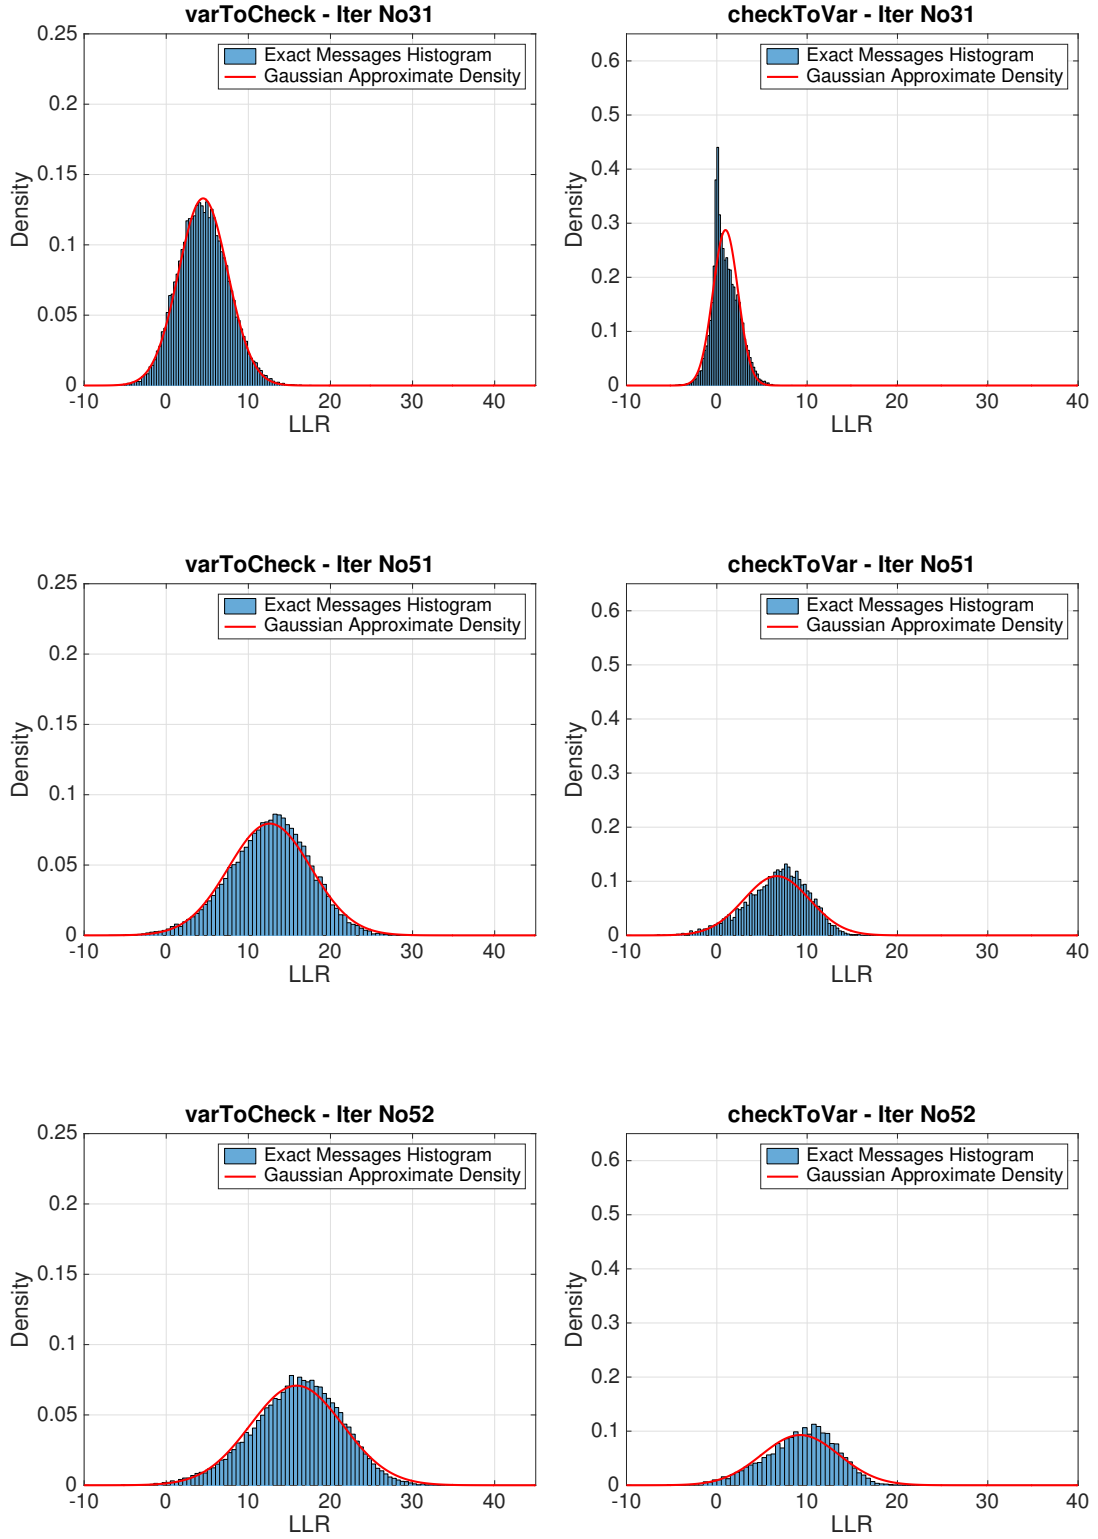 varToCheck - Iter No31
0.25
0.2
0.15
0.1
0.05
0
Density
-10 0 10 20 30 40
LLR
Exact Messages Histogram
Gaussian Approximate Density
checkToVar - Iter No31
0.6
0.5
0.4
0.3
0.2
0.1
0
Density
-10 0 10 20 30 40
LLR
Exact Messages Histogram
Gaussian Approximate Density
varToCheck - Iter No51
0.25
0.2
0.15
0.1
0.05
0
Density
-10 0 10 20 30 40
LLR
Exact Messages Histogram
Gaussian Approximate Density
checkToVar - Iter No51
0.6
0.5
0.4
0.3
0.2
0.1
0
Density
-10 0 10 20 30 40
LLR
Exact Messages Histogram
Gaussian Approximate Density
varToCheck - Iter No52
0.25
0.2
0.15
0.1
0.05
0
Density
-10 0 10 20 30 40
LLR
Exact Messages Histogram
Gaussian Approximate Density
checkToVar - Iter No52
0.6
0.5
0.4
0.3
0.2
0.1
0
Density
-10 0 10 20 30 40
LLR
Exact Messages Histogram
Gaussian Approximate Density